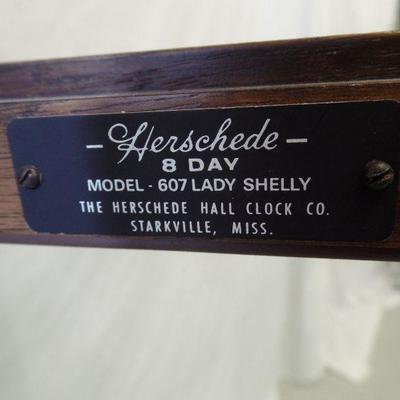 - Herschede -
8 DAY
MODEL - 607 LADY SHELLY
THE HERSCHEDE HALL CLOCK CO.
STARKVILLE, MISS.